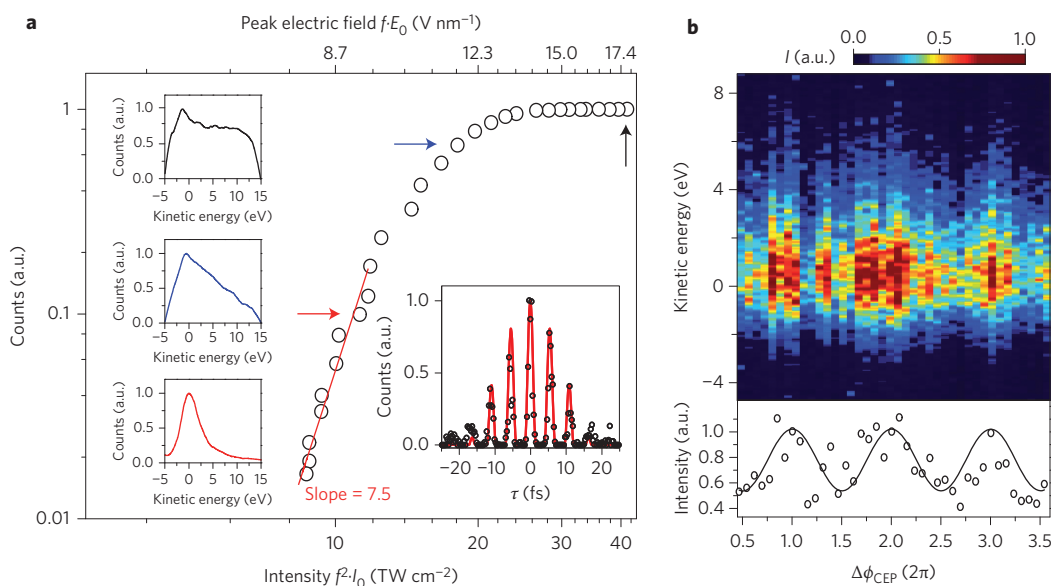 a
Peak electric field f·E0 (V nm−1)
8.7 12.3 15.0 17.4
Counts (a.u.)
1
0.1
0.01
10 20 30 40
Intensity f2·I0 (TW cm−2)
Slope = 7.5
Counts (a.u.)
1.0
0.5
0.0
−5 0 5 10 15
Kinetic energy (eV)
Counts (a.u.)
1.0
0.5
0
−5 0 5 10 15
Kinetic energy (eV)
Counts (a.u.)
1.0
0.5
0.0
−5 0 5 10 15
Kinetic energy (eV)
Counts (a.u.)
1.0
0.5
0.0
−25−20 −10 0 10 20
τ (fs)
b
I (a.u.)
0.0 0.5 1.0
Kinetic energy (eV)
8
4
0
−4
Intensity (a.u.)
1.0
0.8
0.6
0.4
0.5 1.0 1.5 2.0 2.5 3.0 3.5
ΔϕCEP (2π)